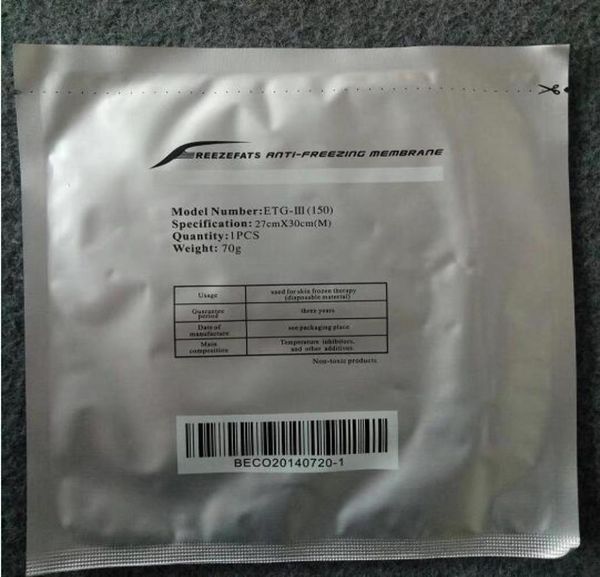 FREEZEFATS ANTI-FREEZING MEMBRANE
Model Number:ETG-III(150)
Specification: 27cmX30cm(M)
Quantity:1PCS
Weight: 70g
Usage used for skin frozen therapy (disposable material)
Guarantee period three years
Date of manufacture see packaging place
Main composition Temperature inhibitors, and other additives.
Non-toxic products
BECO20140720-1